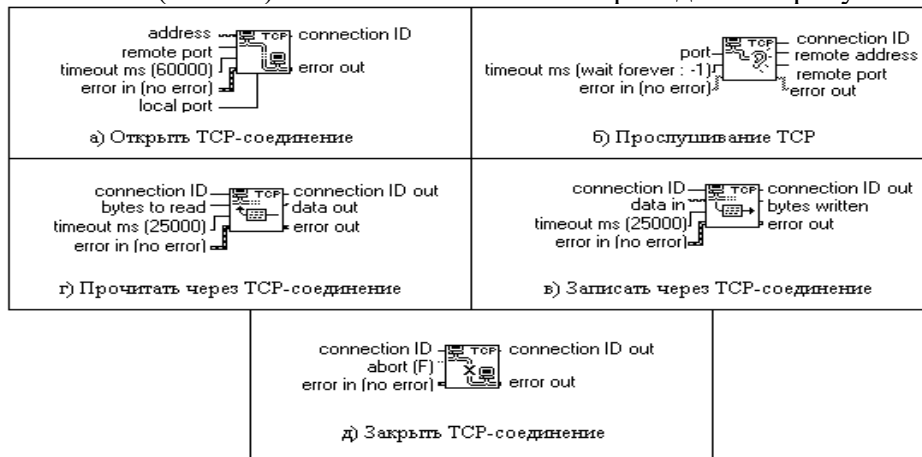 address
remote port
timeout ms (60000)
error in (no error)
local port
TCP
connection ID
error out
а) Открыть TCP-соединение
port
timeout ms (wait forever : -1)
error in (no error)
TCP
connection ID
remote address
remote port
error out
б) Прослушивание TCP
connection ID
bytes to read
timeout ms (25000)
error in (no error)
TCP
connection ID out
data out
error out
г) Прочитать через TCP-соединение
connection ID
data in
timeout ms (25000)
error in (no error)
TCP
connection ID out
bytes written
error out
в) Записать через TCP-соединение
connection ID
abort (F)
error in (no error)
TCP
connection ID out
error out
д) Закрыть TCP-соединение